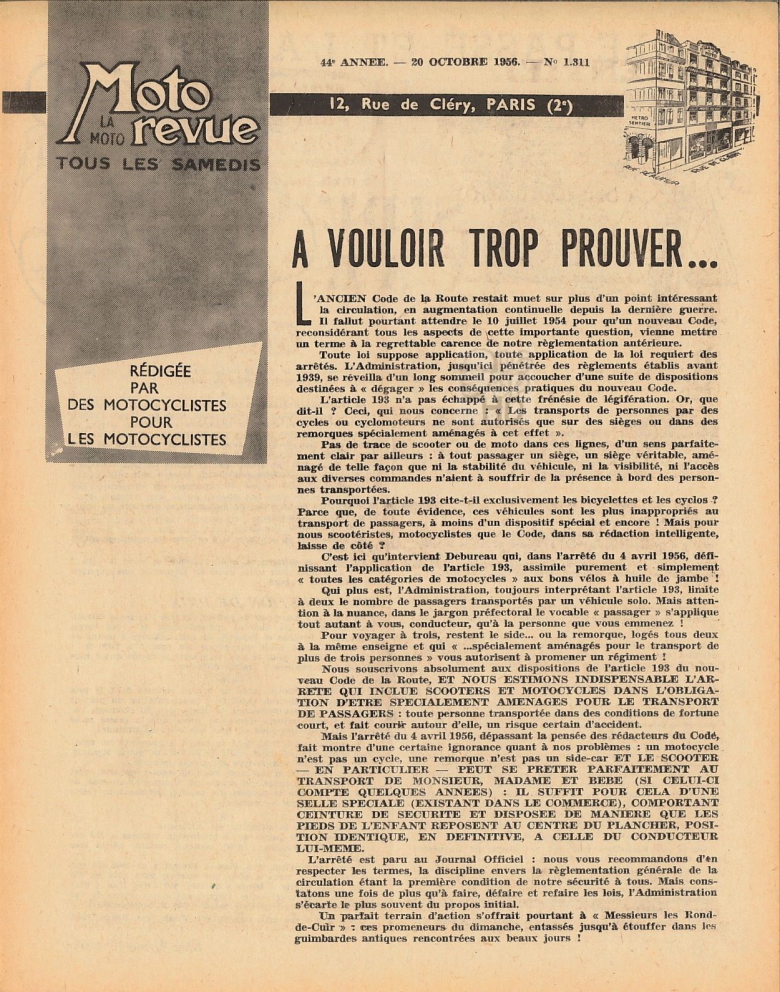 Moto
LA
MOTO
revue
TOUS LES SAMEDIS
44e ANNEE. — 20 OCTOBRE 1956. — No 1.311
12, Rue de Cléry, PARIS (2e)
METRO
SENTIER
RUE DE CLERY
RÉDIGÉE
PAR
DES MOTOCYCLISTES
POUR
LES MOTOCYCLISTES
A VOULOIR TROP PROUVER...
L'ANCIEN Code de la Route restait muet sur plus d'un point intéressant
la circulation, en augmentation continuelle depuis la dernière guerre.
Il fallut pourtant attendre le 10 juillet 1954 pour qu'un nouveau Code,
reconsidérant tous les aspects de cette importante question, vienne mettre
un terme à la regrettable carence de notre règlementation antérieure.
Toute loi suppose application, toute application de la loi requiert des
arrêtés. L'Administration, jusqu'ici pénétrée des règlements établis avant
1939, se réveilla d'un long sommeil pour accoucher d'une suite de dispositions
destinées à « dégager » les conséquences pratiques du nouveau Code.
L'article 193 n'a pas échappé à cette frénésie de légifération. Or, que
dit-il ? Ceci, qui nous concerne : « Les transports de personnes par des
cycles ou cyclomoteurs ne sont autorisés que sur des sièges ou dans des
remorques spécialement aménagés à cet effet ».
Pas de trace de scooter ou de moto dans ces lignes, d'un sens parfaite-
ment clair par ailleurs : à tout passager un siège, un siège véritable, amé-
nagé de telle façon que ni la stabilité du véhicule, ni la visibilité, ni l'accès
aux diverses commandes n'aient à souffrir de la présence à bord des person-
nes transportées.
Pourquoi l'article 193 cite-t-il exclusivement les bicyclettes et les cyclos ?
Parce que, de toute évidence, ces véhicules sont les plus inappropriés au
transport de passagers, à moins d'un dispositif spécial et encore ! Mais pour
nous scootéristes, motocyclistes que le Code, dans sa rédaction intelligente,
laisse de côté ?
C'est ici qu'intervient Debureau qui, dans l'arrêté du 4 avril 1956, défi-
nissant l'application de l'article 193, assimile purement et simplement
« toutes les catégories de motocycles » aux bons vélos à huile de jambe !
Qui plus est, l'Administration, toujours interprétant l'article 193, limite
à deux le nombre de passagers transportés par un véhicule solo. Mais atten-
tion à la nuance, dans le jargon préfectoral le vocable « passager » s'applique
tout autant à vous, conducteur, qu'à la personne que vous emmenez !
Pour voyager à trois, restent le side... ou la remorque, logés tous deux
à la même enseigne et qui « ...spécialement aménagés pour le transport de
plus de trois personnes » vous autorisent à promener un régiment !
Nous souscrivons absolument aux dispositions de l'article 193 du nou-
veau Code de la Route, ET NOUS ESTIMONS INDISPENSABLE L'AR-
RETE QUI INCLUE SCOOTERS ET MOTOCYCLES DANS L'OBLIGA-
TION D'ETRE SPECIALEMENT AMENAGES POUR LE TRANSPORT
DE PASSAGERS : toute personne transportée dans des conditions de fortune
court, et fait courir autour d'elle, un risque certain d'accident.
Mais l'arrêté du 4 avril 1956, dépassant la pensée des rédacteurs du Code,
fait montre d'une certaine ignorance quant à nos problèmes : un motocycle
n'est pas un cycle, une remorque n'est pas un side-car ET LE SCOOTER
— EN PARTICULIER — PEUT SE PRETER PARFAITEMENT AU
TRANSPORT DE MONSIEUR, MADAME ET BEBE (SI CELUI-CI
COMPTE QUELQUES ANNEES) : IL SUFFIT POUR CELA D'UNE
SELLE SPECIALE (EXISTANT DANS LE COMMERCE), COMPORTANT
CEINTURE DE SECURITE ET DISPOSEE DE MANIERE QUE LES
PIEDS DE L'ENFANT REPOSENT AU CENTRE DU PLANCHER, POSI-
TION IDENTIQUE, EN DEFINITIVE, A CELLE DU CONDUCTEUR
LUI-MEME.
L'arrêté est paru au Journal Officiel : nous vous recommandons d'en
respecter les termes, la discipline envers la règlementation générale de la
circulation étant la première condition de notre sécurité à tous. Mais cons-
tatons une fois de plus qu'à faire, défaire et refaire les lois, l'Administration
s'écarte le plus souvent du propos initial.
Un parfait terrain d'action s'offrait pourtant à « Messieurs les Rond-
de-Cuir » : ces promeneurs du dimanche, entassés jusqu'à étouffer dans les
guimbardes antiques rencontrées aux beaux jours !